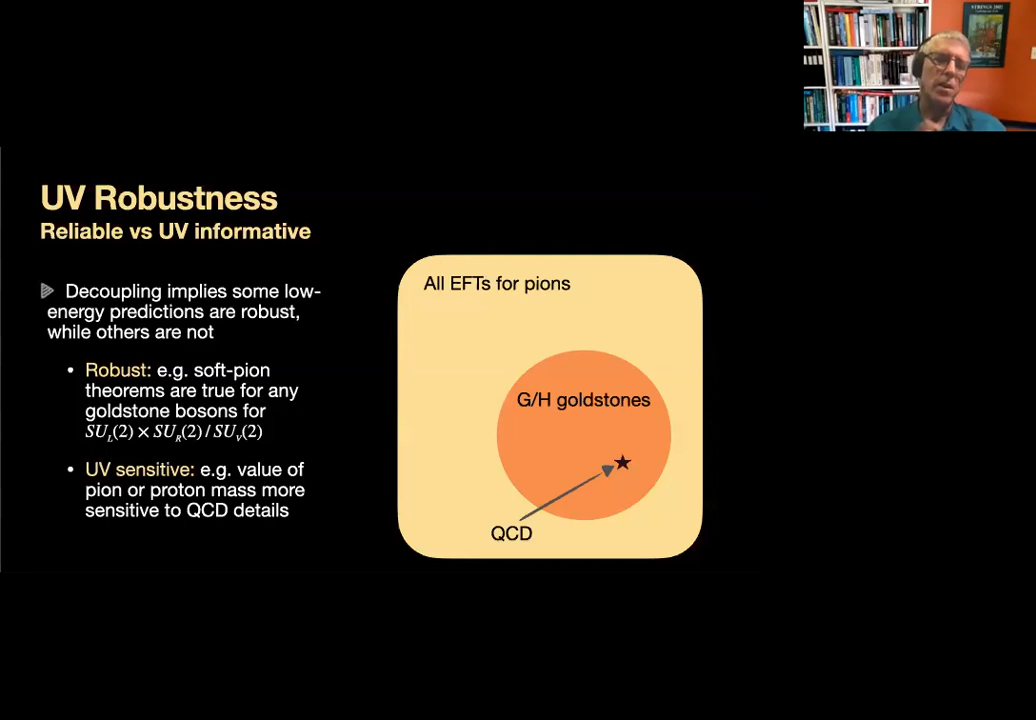 STRINGS 2002
UV Robustness
Reliable vs UV informative
Decoupling implies some low-
energy predictions are robust,
while others are not
• Robust: e.g. soft-pion
theorems are true for any
goldstone bosons for
SU_L(2) × SU_R(2) / SU_V(2)
• UV sensitive: e.g. value of
pion or proton mass more
sensitive to QCD details
All EFTs for pions
G/H goldstones
QCD